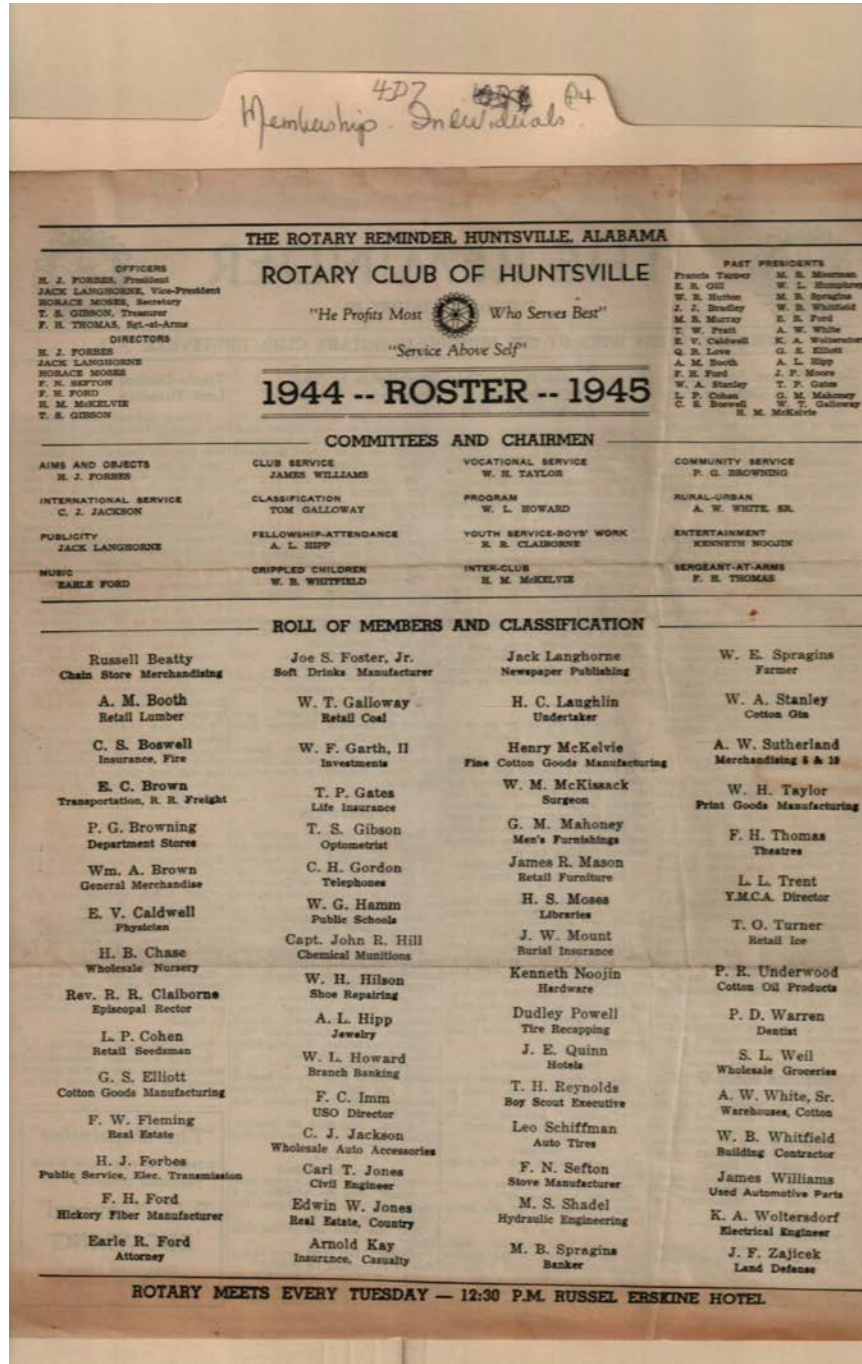 4D7 P4
Membership. Individuals.
THE ROTARY REMINDER, HUNTSVILLE, ALABAMA
OFFICERS
H. J. FORBES, President
JACK LANGHORNE, Vice-President
HORACE MOSES, Secretary
T. S. GIBSON, Treasurer
F. H. THOMAS, Sgt.-at-Arms
DIRECTORS
H. J. FORBES
JACK LANGHORNE
HORACE MOSES
F. N. SEFTON
F. H. FORD
H. M. McKELVIE
T. S. GIBSON
ROTARY CLUB OF HUNTSVILLE
"He Profits Most Who Serves Best"
"Service Above Self"
1944 -- ROSTER -- 1945
PAST PRESIDENTS
Francis Tappey M. R. Moorman
E. R. Gill W. L. Humphrey
W. R. Hutton M. B. Spragins
J. J. Bradley W. B. Whitfield
M. B. Murray E. R. Ford
T. W. Pratt A. W. White
E. V. Caldwell K. A. Woltersdorf
Q. B. Love G. S. Elliott
A. M. Booth A. L. Hipp
F. H. Ford J. P. Moore
W. A. Stanley T. P. Gates
L. P. Cohen G. M. Mahoney
C. S. Boswell W. T. Galloway
H. M. McKelvie
COMMITTEES AND CHAIRMEN
AIMS AND OBJECTS CLUB SERVICE VOCATIONAL SERVICE COMMUNITY SERVICE
H. J. FORBES JAMES WILLIAMS W. H. TAYLOR P. G. BROWNING
INTERNATIONAL SERVICE CLASSIFICATION PROGRAM RURAL-URBAN
C. J. JACKSON TOM GALLOWAY W. L. HOWARD A. W. WHITE, SR.
PUBLICITY FELLOWSHIP-ATTENDANCE YOUTH SERVICE-BOYS' WORK ENTERTAINMENT
JACK LANGHORNE A. L. HIPP R. R. CLAIBORNE KENNETH NOOJIN
MUSIC CRIPPLED CHILDREN INTER-CLUB SERGEANT-AT-ARMS
EARLE FORD W. B. WHITFIELD H. M. McKELVIE F. H. THOMAS
ROLL OF MEMBERS AND CLASSIFICATION
Russell Beatty
Chain Store Merchandising
A. M. Booth
Retail Lumber
C. S. Boswell
Insurance, Fire
E. C. Brown
Transportation, R. R. Freight
P. G. Browning
Department Stores
Wm. A. Brown
General Merchandise
E. V. Caldwell
Physician
H. B. Chase
Wholesale Nursery
Rev. R. R. Claiborne
Episcopal Rector
L. P. Cohen
Retail Seedsman
G. S. Elliott
Cotton Goods Manufacturing
F. W. Fleming
Real Estate
H. J. Forbes
Public Service, Elec. Transmission
F. H. Ford
Hickory Fiber Manufacturer
Earle R. Ford
Attorney
Joe S. Foster, Jr.
Soft Drinks Manufacturer
W. T. Galloway
Retail Coal
W. F. Garth, II
Investments
T. P. Gates
Life Insurance
T. S. Gibson
Optometrist
C. H. Gordon
Telephones
W. G. Hamm
Public Schools
Capt. John R. Hill
Chemical Munitions
W. H. Hilson
Shoe Repairing
A. L. Hipp
Jewelry
W. L. Howard
Branch Banking
F. C. Imm
USO Director
C. J. Jackson
Wholesale Auto Accessories
Carl T. Jones
Civil Engineer
Edwin W. Jones
Real Estate, Country
Arnold Kay
Insurance, Casualty
Jack Langhorne
Newspaper Publishing
H. C. Laughlin
Undertaker
Henry McKelvie
Fine Cotton Goods Manufacturing
W. M. McKissack
Surgeon
G. M. Mahoney
Men's Furnishings
James R. Mason
Retail Furniture
H. S. Moses
Libraries
J. W. Mount
Burial Insurance
Kenneth Noojin
Hardware
Dudley Powell
Tire Recapping
J. E. Quinn
Hotels
T. H. Reynolds
Boy Scout Executive
Leo Schiffman
Auto Tires
F. N. Sefton
Stove Manufacturer
M. S. Shadel
Hydraulic Engineering
M. B. Spragins
Banker
W. E. Spragins
Farmer
W. A. Stanley
Cotton Gin
A. W. Sutherland
Merchandising 5 & 10
W. H. Taylor
Print Goods Manufacturing
F. H. Thomas
Theatres
L. L. Trent
Y.M.C.A. Director
T. O. Turner
Retail Ice
P. R. Underwood
Cotton Oil Products
P. D. Warren
Dentist
S. L. Weil
Wholesale Groceries
A. W. White, Sr.
Warehouses, Cotton
W. B. Whitfield
Building Contractor
James Williams
Used Automotive Parts
K. A. Woltersdorf
Electrical Engineer
J. F. Zajicek
Land Defense
ROTARY MEETS EVERY TUESDAY — 12:30 P.M. RUSSEL ERSKINE HOTEL